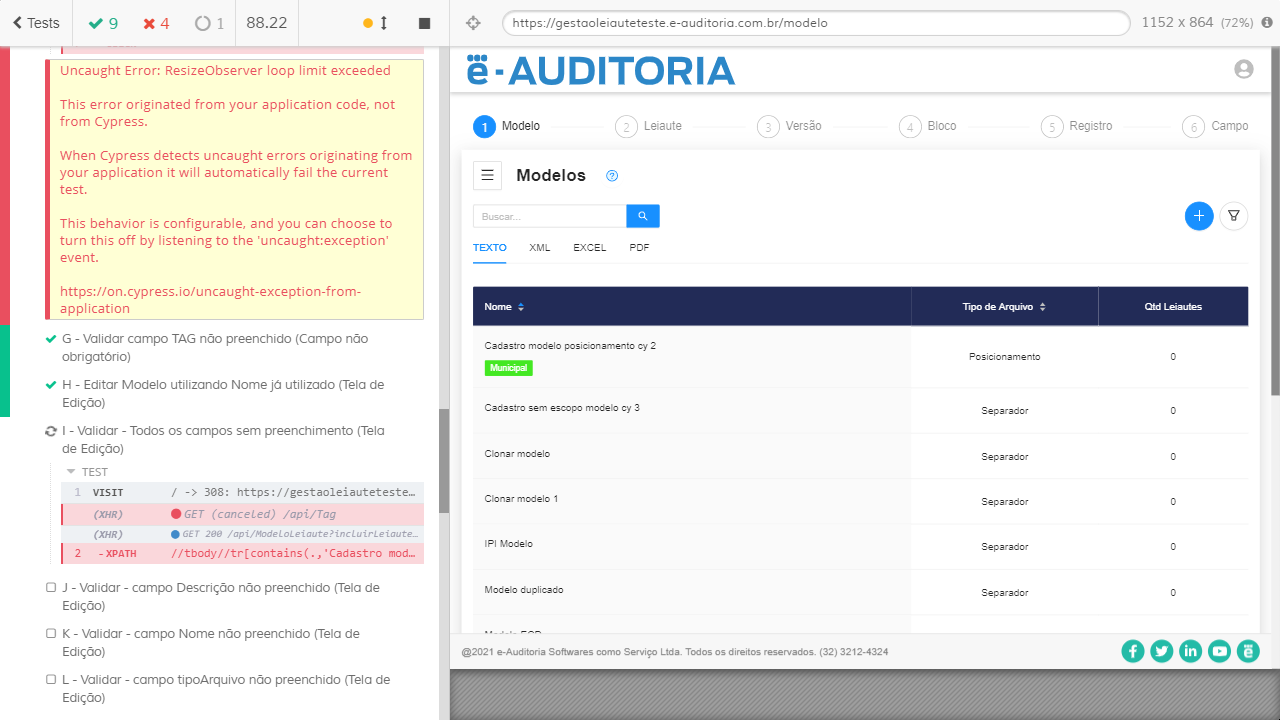 Tests
9
4
1
88.22
https://gestaoleiauteteste.e-auditoria.com.br/modelo
1152 x 864 (72%)
Uncaught Error: ResizeObserver loop limit exceeded
This error originated from your application code, not
from Cypress.
When Cypress detects uncaught errors originating from
your application it will automatically fail the current
test.
This behavior is configurable, and you can choose to
turn this off by listening to the 'uncaught:exception'
event.
https://on.cypress.io/uncaught-exception-from-
application
G - Validar campo TAG não preenchido (Campo não
obrigatório)
H - Editar Modelo utilizando Nome já utilizado (Tela de
Edição)
I - Validar - Todos os campos sem preenchimento (Tela
de Edição)
TEST
1 VISIT / -> 308: https://gestaoleiauteteste…
(XHR) GET (canceled) /api/Tag
(XHR) GET 200 /api/ModeloLeiaute?incluirLeiaute…
2 -XPATH //tbody//tr[contains(.,'Cadastro mod…
J - Validar - campo Descrição não preenchido (Tela de
Edição)
K - Validar - campo Nome não preenchido (Tela de
Edição)
L - Validar - campo tipoArquivo não preenchido (Tela de
Edição)
ë-AUDITORIA
1 Modelo
2 Leiaute
3 Versão
4 Bloco
5 Registro
6 Campo
Modelos
Buscar...
TEXTO XML EXCEL PDF
Nome Tipo de Arquivo Qtd Leiautes
Cadastro modelo posicionamento cy 2
Municipal
Posicionamento 0
Cadastro sem escopo modelo cy 3 Separador 0
Clonar modelo Separador 0
Clonar modelo 1 Separador 0
IPI Modelo Separador 0
Modelo duplicado Separador 0
@2021 e-Auditoria Softwares como Serviço Ltda. Todos os direitos reservados. (32) 3212-4324